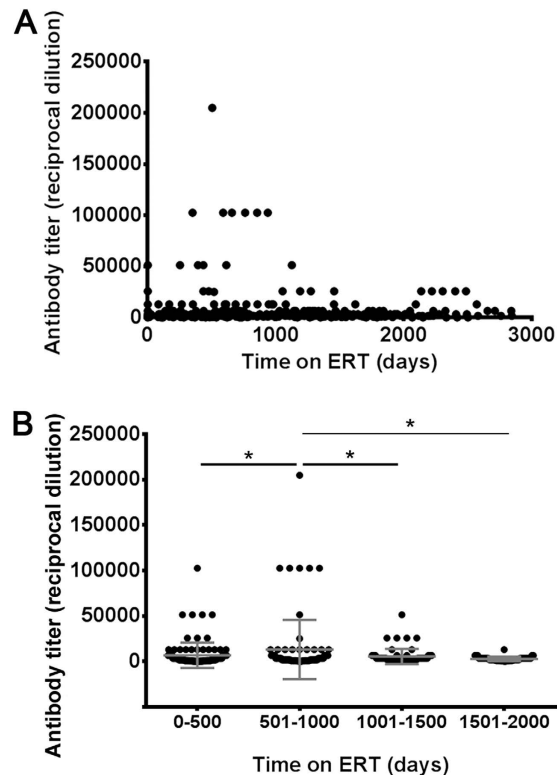 A
Antibody titer (reciprocal dilution)
250000
200000
150000
100000
50000
0
0 1000 2000 3000
Time on ERT (days)
B
Antibody titer (reciprocal dilution)
250000
200000
150000
100000
50000
0
* * *
0-500 501-1000 1001-1500 1501-2000
Time on ERT (days)